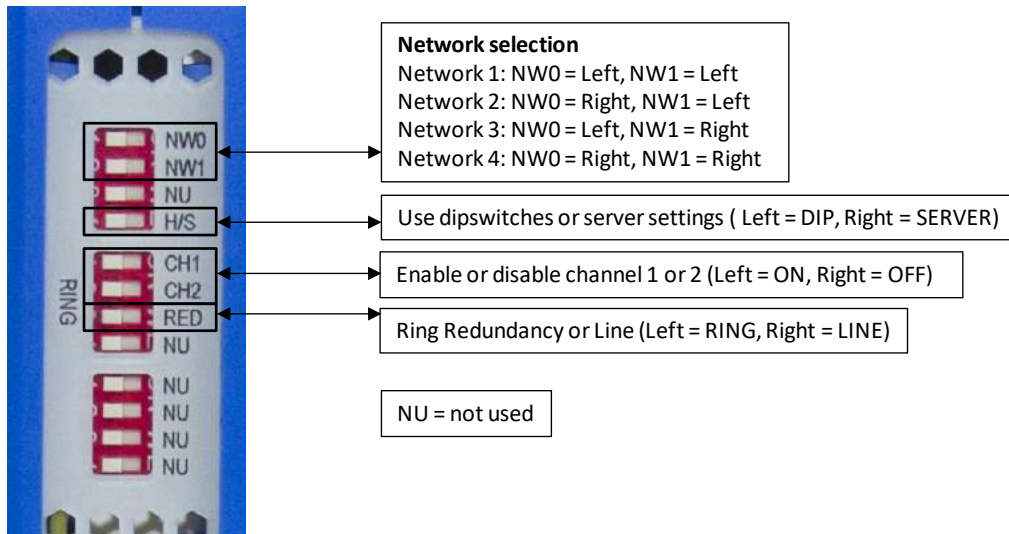 Network selection
Network 1: NW0 = Left, NW1 = Left
Network 2: NW0 = Right, NW1 = Left
Network 3: NW0 = Left, NW1 = Right
Network 4: NW0 = Right, NW1 = Right
NW0
NW1
NU
H/S
Use dipswitches or server settings ( Left = DIP, Right = SERVER)
CH1
CH2
Enable or disable channel 1 or 2 (Left = ON, Right = OFF)
RING
RED
NU
Ring Redundancy or Line (Left = RING, Right = LINE)
NU
NU
NU
NU
NU = not used